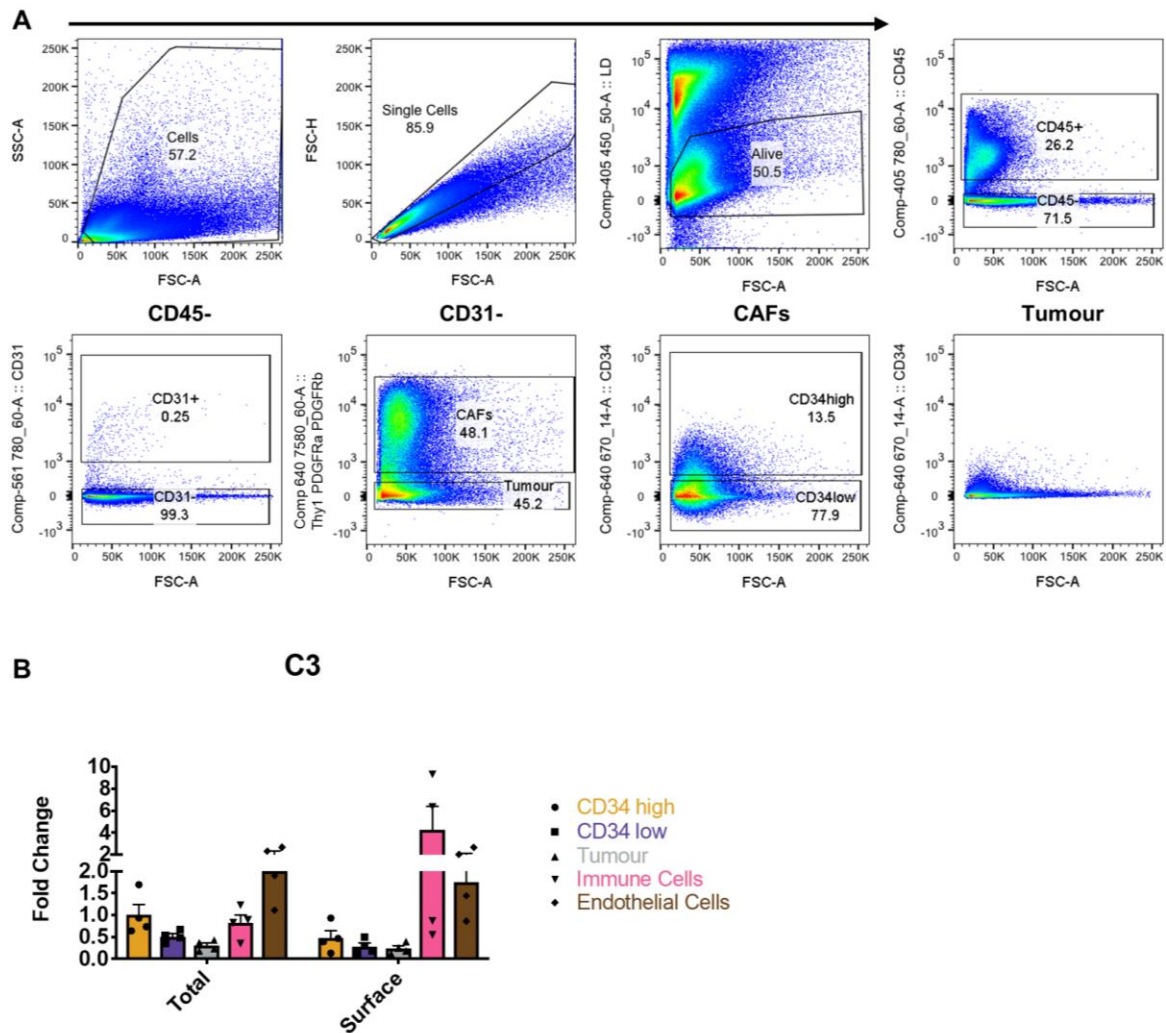 A
SSC-A
250K
200K
150K
100K
50K
0
Cells
57.2
0 50K 100K 150K 200K 250K
FSC-A
FSC-H
250K
200K
150K
100K
50K
0
Single Cells
85.9
0 50K 100K 150K 200K 250K
FSC-A
Comp-405 450_50-A :: LD
10^5
10^4
10^3
0
-10^3
Alive
50.5
0 50K 100K 150K 200K 250K
FSC-A
Comp-405 780_60-A :: CD45
10^5
10^4
10^3
0
-10^3
CD45+
26.2
CD45-
71.5
0 50K 100K 150K 200K 250K
FSC-A
CD45-
Comp-561 780_60-A :: CD31
10^5
10^4
10^3
0
-10^3
CD31+
0.25
CD31-
99.3
0 50K 100K 150K 200K 250K
FSC-A
CD31-
Comp 640 7580_60-A ::
Thy1 PDGFRa PDGFRb
10^5
10^4
10^3
0
-10^3
CAFs
48.1
Tumour
45.2
0 50K 100K 150K 200K 250K
FSC-A
CAFs
Comp-640 670_14-A :: CD34
10^5
10^4
10^3
0
-10^3
CD34high
13.5
CD34low
77.9
0 50K 100K 150K 200K 250K
FSC-A
Tumour
Comp-640 670_14-A :: CD34
10^5
10^4
10^3
0
-10^3
0 50K 100K 150K 200K 250K
FSC-A
B
C3
Fold Change
10
8
6
4
2
2.0
1.5
1.0
0.5
0.0
Total
Surface
CD34 high
CD34 low
Tumour
Immune Cells
Endothelial Cells